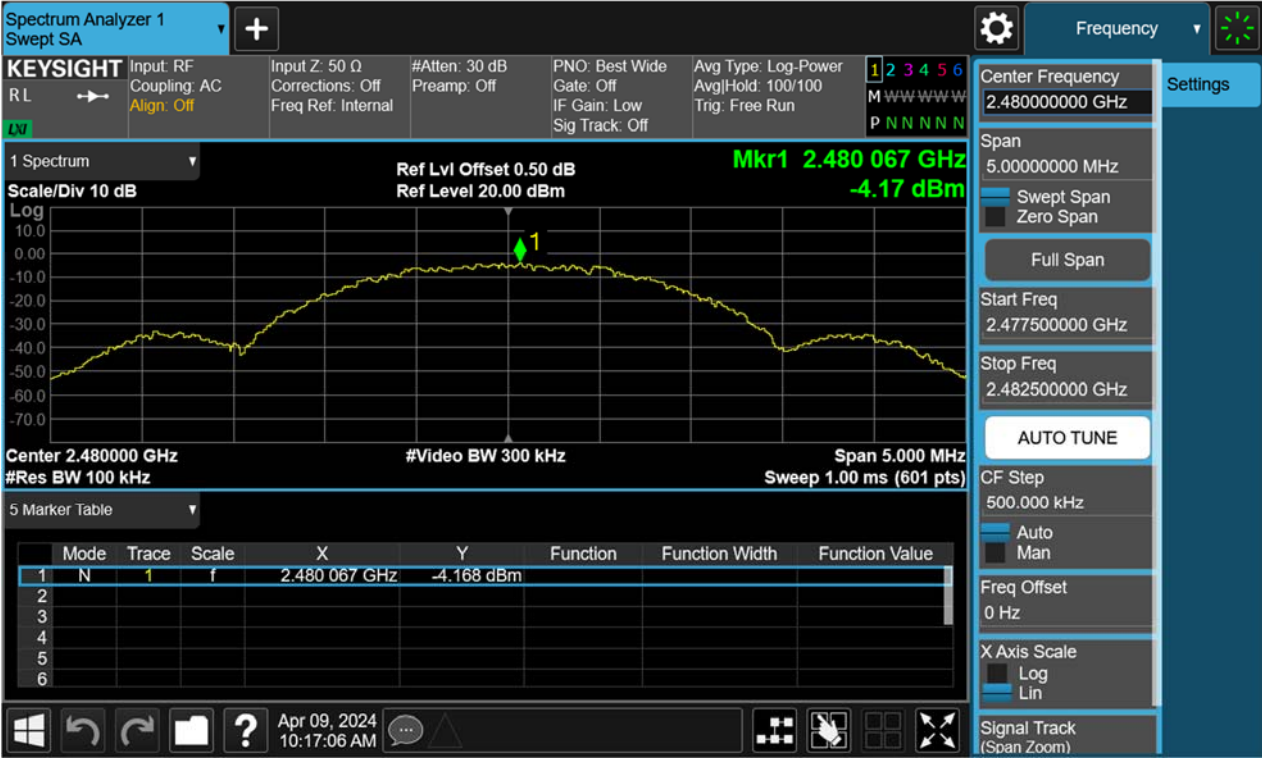 Spectrum Analyzer 1
Swept SA
+
Frequency
KEYSIGHT
R L
LXI
Input: RF
Coupling: AC
Align: Off
Input Z: 50 Ω
Corrections: Off
Freq Ref: Internal
#Atten: 30 dB
Preamp: Off
PNO: Best Wide
Gate: Off
IF Gain: Low
Sig Track: Off
Avg Type: Log-Power
Avg|Hold: 100/100
Trig: Free Run
1 2 3 4 5 6
M W W W W W
P N N N N N
1 Spectrum
Scale/Div 10 dB
Ref Lvl Offset 0.50 dB
Ref Level 20.00 dBm
Mkr1 2.480 067 GHz
-4.17 dBm
Log
10.0
0.00
-10.0
-20.0
-30.0
-40.0
-50.0
-60.0
-70.0
1
Center 2.480000 GHz
#Video BW 300 kHz
Span 5.000 MHz
#Res BW 100 kHz
Sweep 1.00 ms (601 pts)
5 Marker Table
Mode Trace Scale X Y Function Function Width Function Value
1 N 1 f 2.480 067 GHz -4.168 dBm
2
3
4
5
6
?
Apr 09, 2024
10:17:06 AM
Center Frequency
2.480000000 GHz
Settings
Span
5.00000000 MHz
Swept Span
Zero Span
Full Span
Start Freq
2.477500000 GHz
Stop Freq
2.482500000 GHz
AUTO TUNE
CF Step
500.000 kHz
Auto
Man
Freq Offset
0 Hz
X Axis Scale
Log
Lin
Signal Track
(Span Zoom)